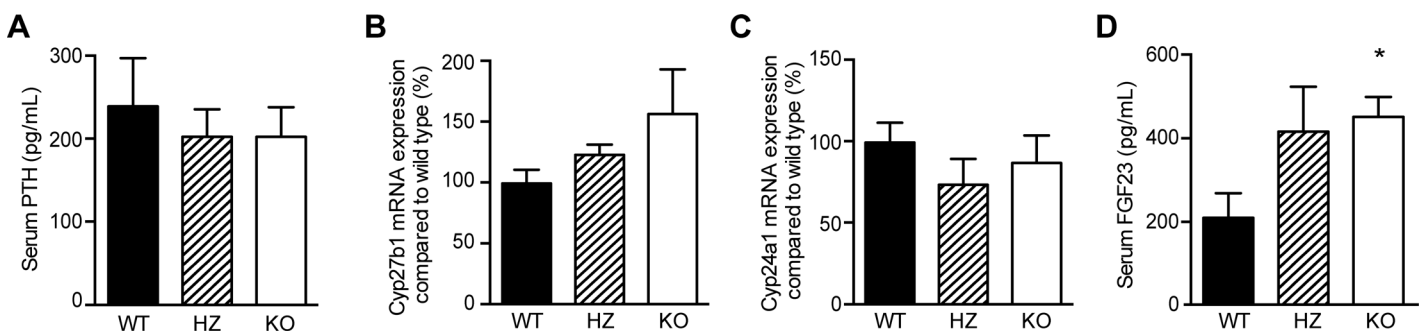 A
Serum PTH (pg/mL)
300
200
100
0
WT HZ KO
B
Cyp27b1 mRNA expression
compared to wild type (%)
200
150
100
50
0
WT HZ KO
C
Cyp24a1 mRNA expression
compared to wild type (%)
150
100
50
0
WT HZ KO
D
Serum FGF23 (pg/mL)
600
400
200
0
*
WT HZ KO